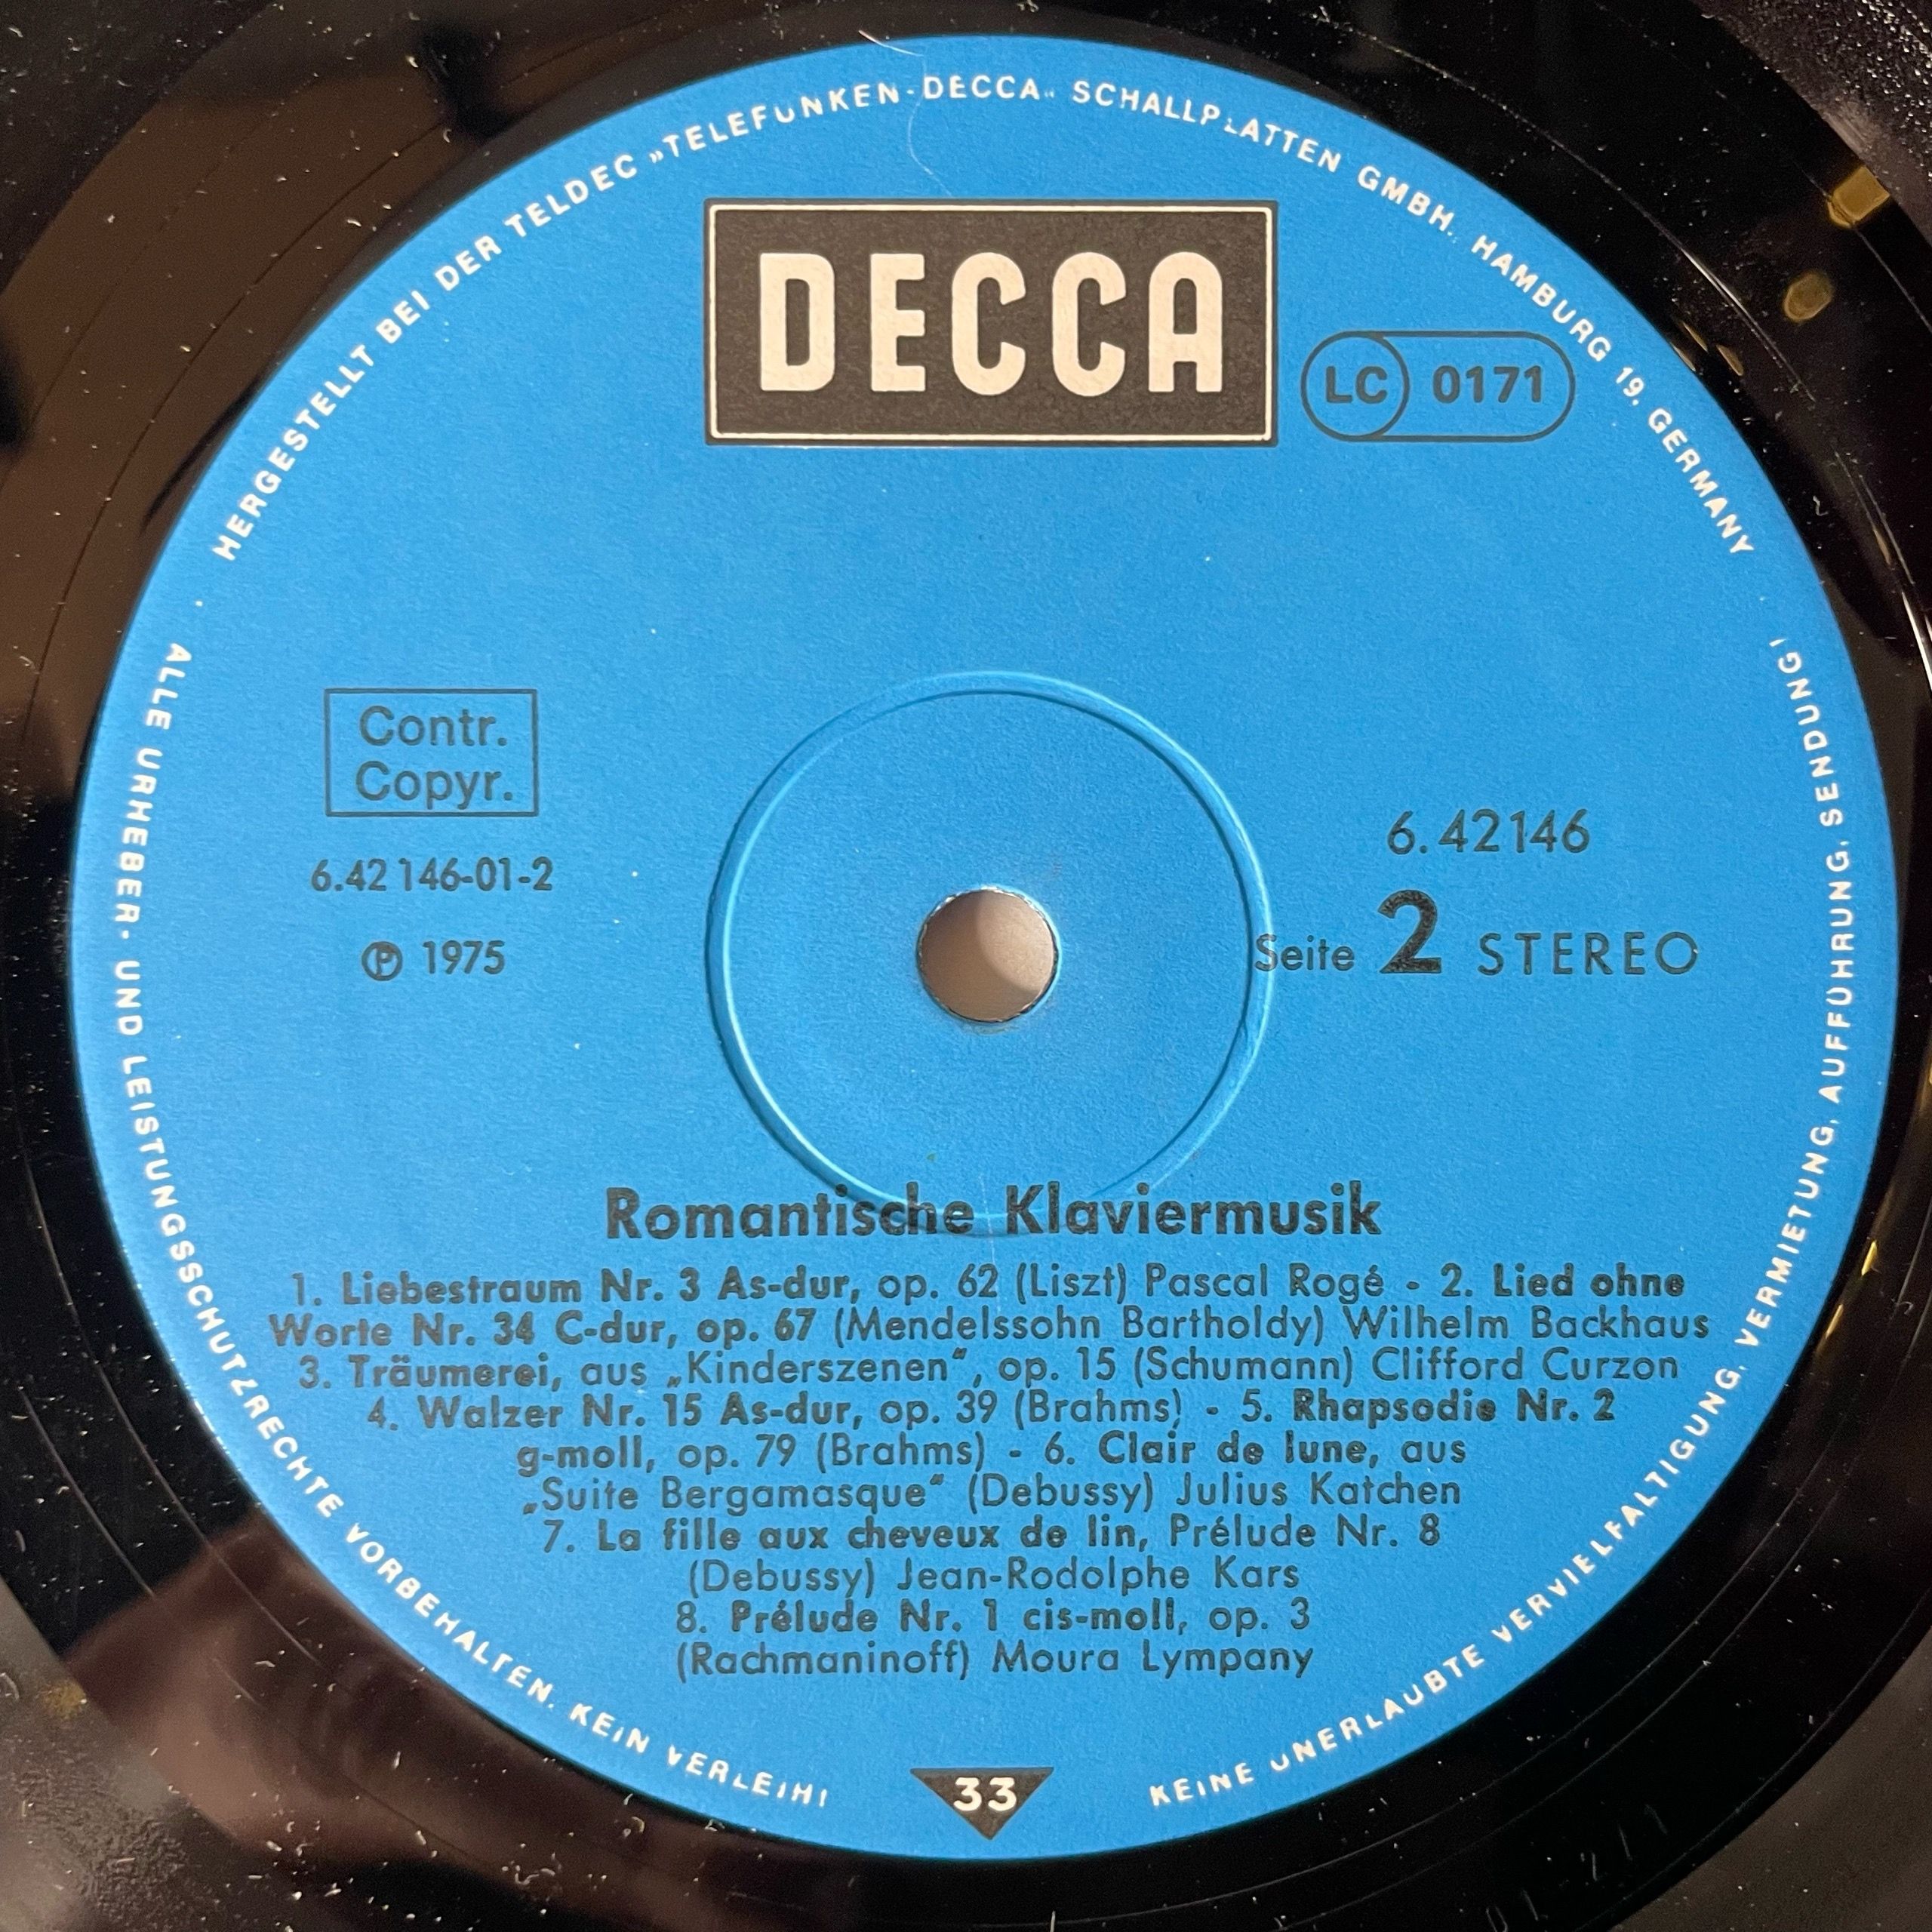 HERGESTELLT BEI DER TELDEC »TELEFUNKEN-DECCA« SCHALLPLATTEN GMBH., HAMBURG 19, GERMANY
DECCA
LC 0171
Contr.
Copyr.
6.42 146-01-2
℗ 1975
6.42146
Seite 2 STEREO
Romantische Klaviermusik
1. Liebestraum Nr. 3 As-dur, op. 62 (Liszt) Pascal Rogé - 2. Lied ohne
Worte Nr. 34 C-dur, op. 67 (Mendelssohn Bartholdy) Wilhelm Backhaus
3. Träumerei, aus „Kinderszenen“, op. 15 (Schumann) Clifford Curzon
4. Walzer Nr. 15 As-dur, op. 39 (Brahms) - 5. Rhapsodie Nr. 2
g-moll, op. 79 (Brahms) - 6. Clair de lune, aus
„Suite Bergamasque“ (Debussy) Julius Katchen
7. La fille aux cheveux de lin, Prélude Nr. 8
(Debussy) Jean-Rodolphe Kars
8. Prélude Nr. 1 cis-moll, op. 3
(Rachmaninoff) Moura Lympany
33
ALLE URHEBER- UND LEISTUNGSSCHUTZRECHTE VORBEHALTEN. KEIN VERLEIH!
KEINE UNERLAUBTE VERVIELFALTIGUNG, VERMIETUNG, AUFFÜHRUNG, SENDUNG!